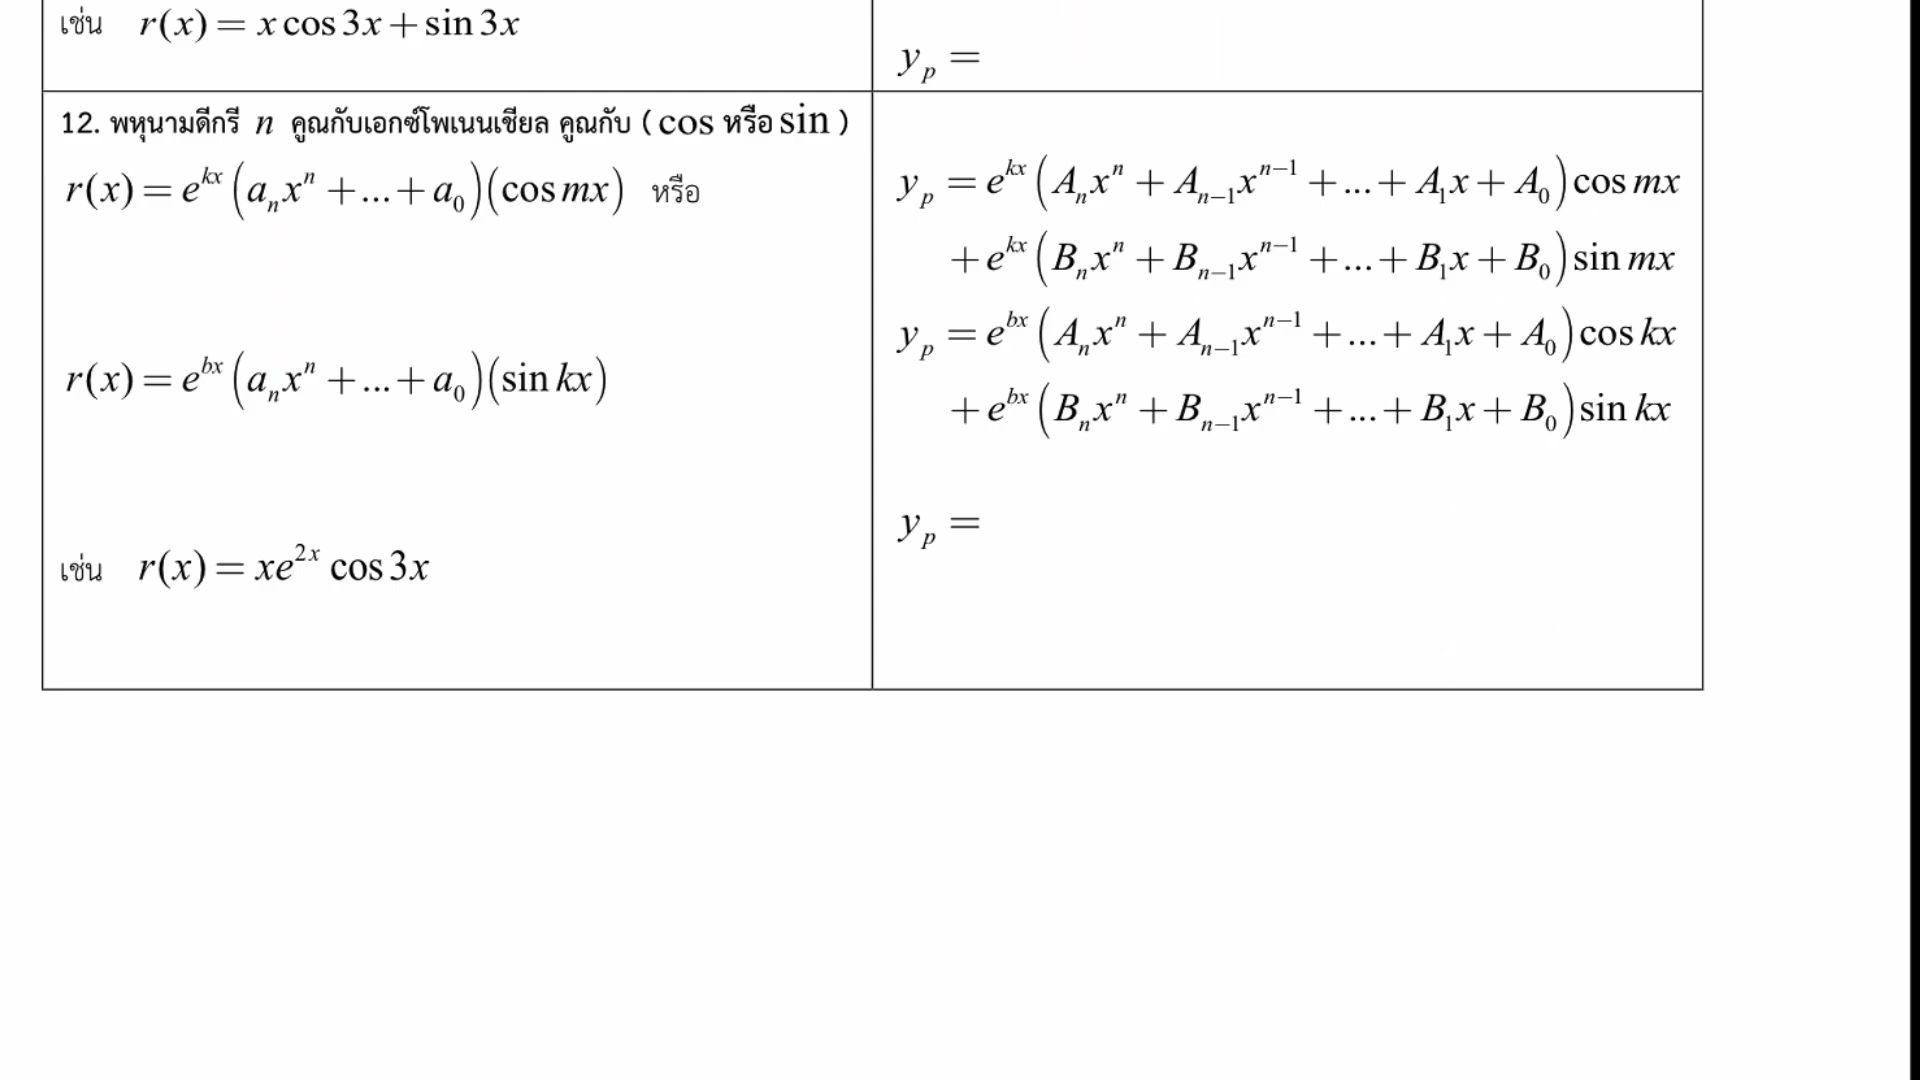 เช่น r(x) = x cos 3x + sin 3x
y_p =
12. พหุนามดีกรี n คูณกับเอกซ์โพเนนเชียล คูณกับ ( cos หรือ sin )
r(x) = e^{kx} (a_n x^n + ... + a_0)(cos mx) หรือ
r(x) = e^{bx} (a_n x^n + ... + a_0)(sin kx)
เช่น r(x) = xe^{2x} cos 3x
y_p = e^{kx} (A_n x^n + A_{n-1} x^{n-1} + ... + A_1 x + A_0) cos mx
+ e^{kx} (B_n x^n + B_{n-1} x^{n-1} + ... + B_1 x + B_0) sin mx
y_p = e^{bx} (A_n x^n + A_{n-1} x^{n-1} + ... + A_1 x + A_0) cos kx
+ e^{bx} (B_n x^n + B_{n-1} x^{n-1} + ... + B_1 x + B_0) sin kx
y_p =